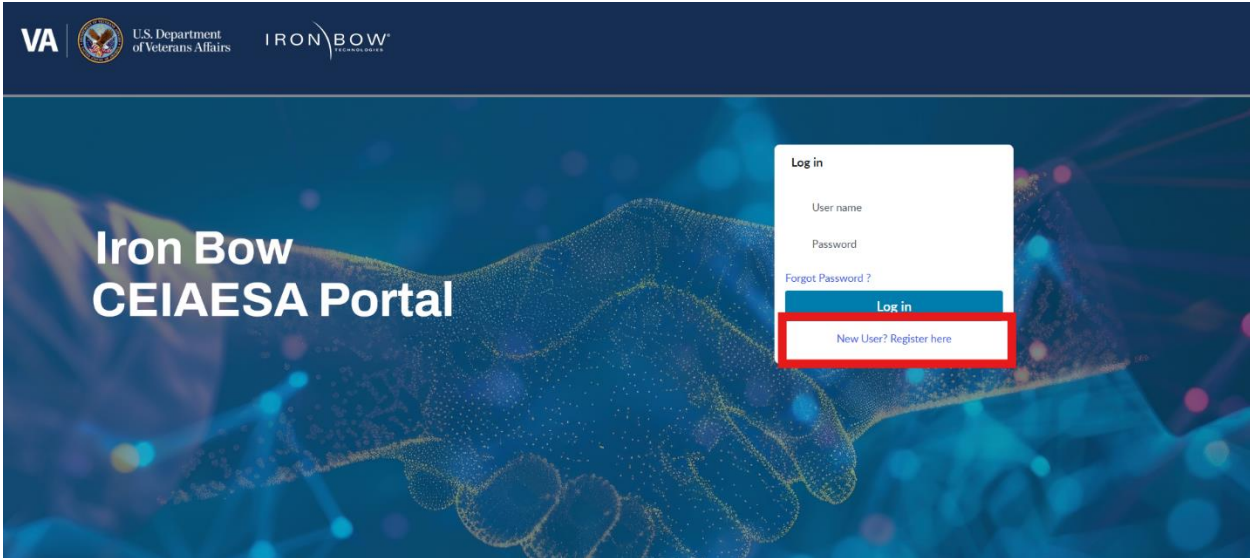 VA
U.S. Department
of Veterans Affairs
IRON BOW
TECHNOLOGIES
Iron Bow
CEIAESA Portal
Log in
User name
Password
Forgot Password ?
Log in
New User? Register here